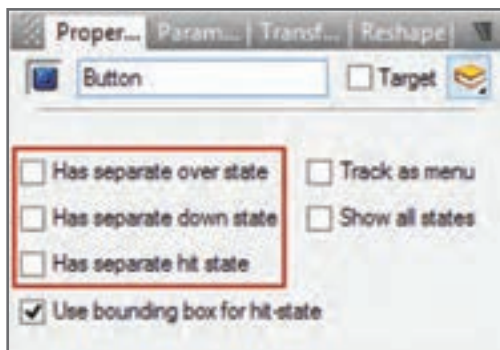 Proper... Param... Transf... Reshape
Button Target
Has separate over state Track as menu
Has separate down state Show all states
Has separate hit state
Use bounding box for hit-state